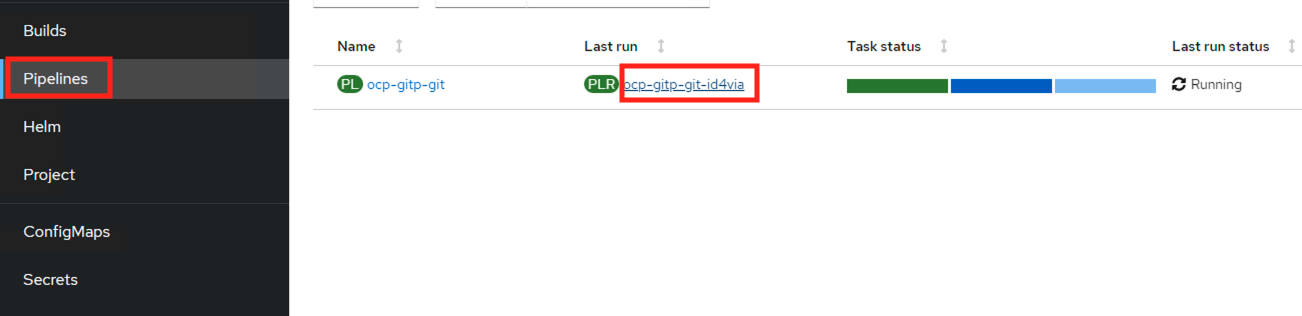 Builds
Pipelines
Helm
Project
ConfigMaps
Secrets
Name Last run Task status Last run status
PL ocp-gitp-git PLR ocp-gitp-git-id4via Running